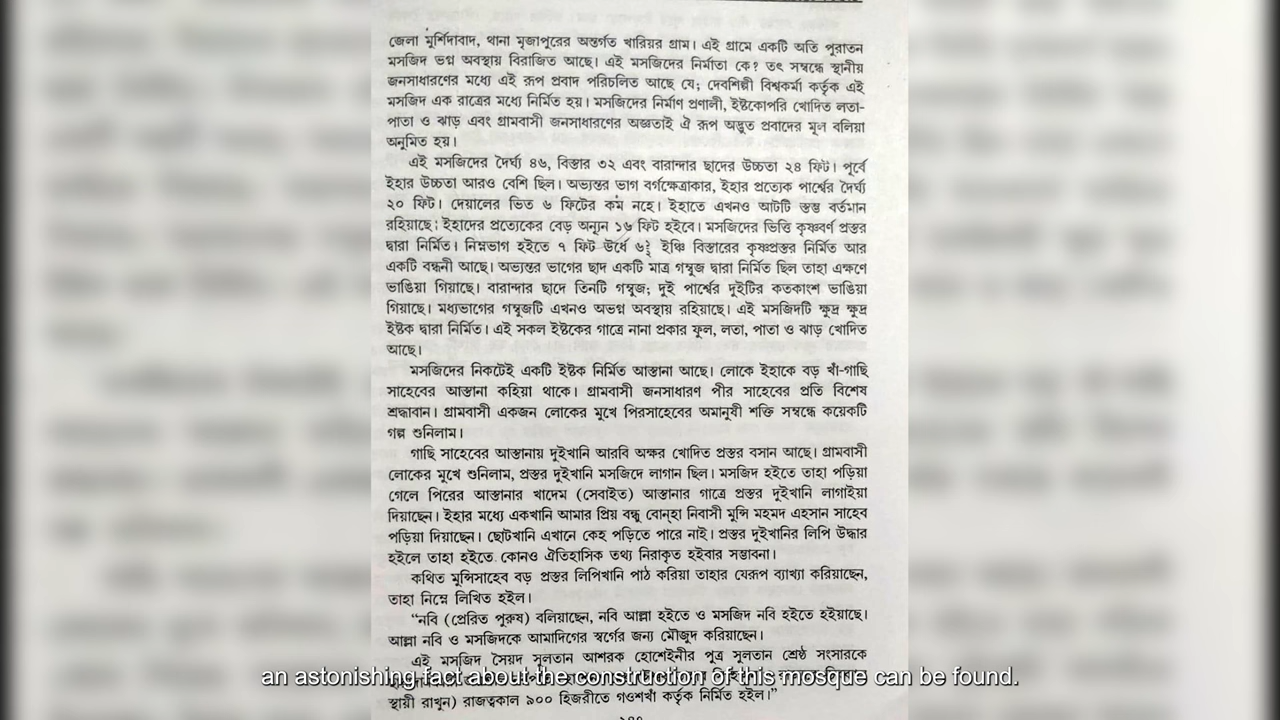 জেলা মুর্শিদাবাদ, থানা মৃজাপুরের অন্তর্গত খারিয়র গ্রাম। এই গ্রামে একটি অতি পুরাতন
মসজিদ ভগ্ন অবস্থায় বিরাজিত আছে। এই মসজিদের নির্মাতা কে? তৎ সম্বন্ধে স্থানীয়
জনসাধারণের মধ্যে এই রূপ প্রবাদ পরিচলিত আছে যে; দেবশিল্পী বিশ্বকর্মা কর্তৃক এই
মসজিদ এক রাত্রের মধ্যে নির্মিত হয়। মসজিদের নির্মাণ প্রণালী, ইষ্টকোপরি খোদিত লতা-
পাতা ও ঝাড় এবং গ্রামবাসী জনসাধারণের অজ্ঞতাই ঐ রূপ অদ্ভুত প্রবাদের মূল বলিয়া
অনুমিত হয়।
এই মসজিদের দৈর্ঘ্য ৪৬, বিস্তার ৩২ এবং বারান্দার ছাদের উচ্চতা ২৪ ফিট। পূর্বে
ইহার উচ্চতা আরও বেশি ছিল। অভ্যন্তর ভাগ বর্গক্ষেত্রাকার, ইহার প্রত্যেক পার্শ্বের দৈর্ঘ্য
২০ ফিট। দেয়ালের ভিত ৬ ফিটের কম নহে। ইহাতে এখনও আটটি স্তম্ভ বর্তমান
রহিয়াছে; ইহাদের প্রত্যেকের বেড় অন্যুন ১৬ ফিট হইবে। মসজিদের ভিত্তি কৃষ্ণবর্ণ প্রস্তর
দ্বারা নির্মিত। নিম্নভাগ হইতে ৭ ফিট উর্ধে ৬½ ইঞ্চি বিস্তারের কৃষ্ণপ্রস্তর নির্মিত আর
একটি বন্ধনী আছে। অভ্যন্তর ভাগের ছাদ একটি মাত্র গম্বুজ দ্বারা নির্মিত ছিল তাহা এক্ষণে
ভাঙিয়া গিয়াছে। বারান্দার ছাদে তিনটি গম্বুজ; দুই পার্শ্বের দুইটির কতকাংশ ভাঙিয়া
গিয়াছে। মধ্যভাগের গম্বুজটি এখনও অভগ্ন অবস্থায় রহিয়াছে। এই মসজিদটি ক্ষুদ্র ক্ষুদ্র
ইষ্টক দ্বারা নির্মিত। এই সকল ইষ্টকের গাত্রে নানা প্রকার ফুল, লতা, পাতা ও ঝাড় খোদিত
আছে।
মসজিদের নিকটেই একটি ইষ্টক নির্মিত আস্তানা আছে। লোকে ইহাকে বড় খাঁ-গাছি
সাহেবের আস্তানা কহিয়া থাকে। গ্রামবাসী জনসাধারণ পীর সাহেবের প্রতি বিশেষ
শ্রদ্ধাবান। গ্রামবাসী একজন লোকের মুখে পিরসাহেবের অমানুষী শক্তি সম্বন্ধে কয়েকটি
গল্প শুনিলাম।
গাছি সাহেবের আস্তানায় দুইখানি আরবি অক্ষর খোদিত প্রস্তর বসান আছে। গ্রামবাসী
লোকের মুখে শুনিলাম, প্রস্তর দুইখানি মসজিদে লাগান ছিল। মসজিদ হইতে তাহা পড়িয়া
গেলে পিরের আস্তানার খাদেম (সেবাইত) আস্তানার গাত্রে প্রস্তর দুইখানি লাগাইয়া
দিয়াছেন। ইহার মধ্যে একখানি আমার প্রিয় বন্ধু বোন্‌হা নিবাসী মুন্সি মহমদ এহসান সাহেব
পড়িয়া দিয়াছেন। ছোটখানি এখানে কেহ পড়িতে পারে নাই। প্রস্তর দুইখানির লিপি উদ্ধার
হইলে তাহা হইতে কোনও ঐতিহাসিক তথ্য নিরাকৃত হইবার সম্ভাবনা।
কথিত মুন্সিসাহেব বড় প্রস্তর লিপিখানি পাঠ করিয়া তাহার যেরূপ ব্যাখ্যা করিয়াছেন,
তাহা নিম্নে লিখিত হইল।
"নবি (প্রেরিত পুরুষ) বলিয়াছেন, নবি আল্লা হইতে ও মসজিদ নবি হইতে হইয়াছে।
আল্লা নবি ও মসজিদকে আমাদিগের স্বর্গের জন্য মৌজুদ করিয়াছেন।
এই মসজিদ সৈয়দ সুলতান আশরক হোশেইনীর পুত্র সুলতান শ্রেষ্ঠ সংসারকে
an astonishing fact about the construction of this mosque can be found.
স্থায়ী রাখুন) রাজত্বকাল ৯০০ হিজরীতে গওশখাঁ কর্তৃক নির্মিত হইল।"